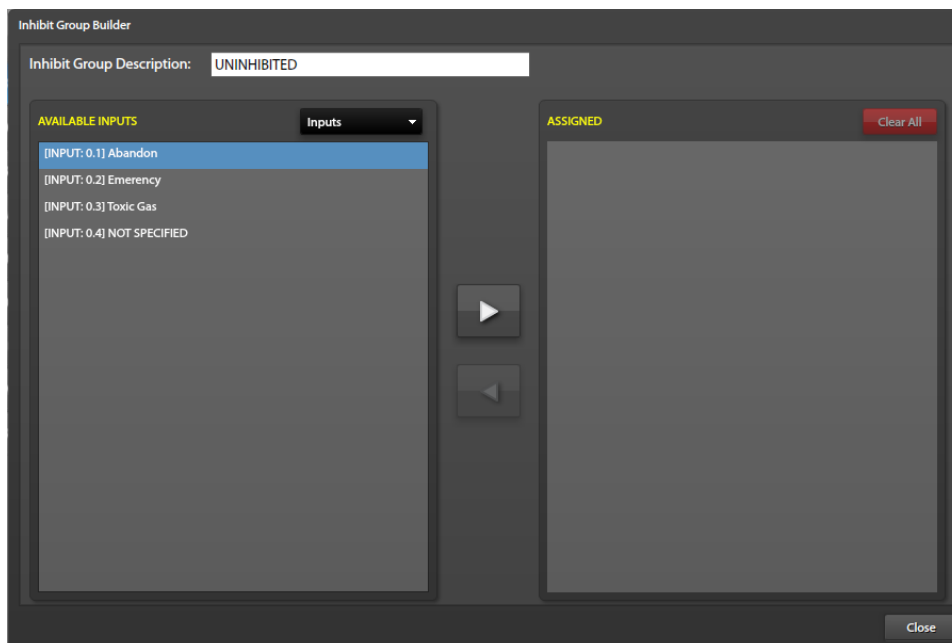 Inhibit Group Builder
Inhibit Group Description: UNINHIBITED
AVAILABLE INPUTS Inputs
[INPUT: 0.1] Abandon
[INPUT: 0.2] Emerency
[INPUT: 0.3] Toxic Gas
[INPUT: 0.4] NOT SPECIFIED
ASSIGNED Clear All
Close